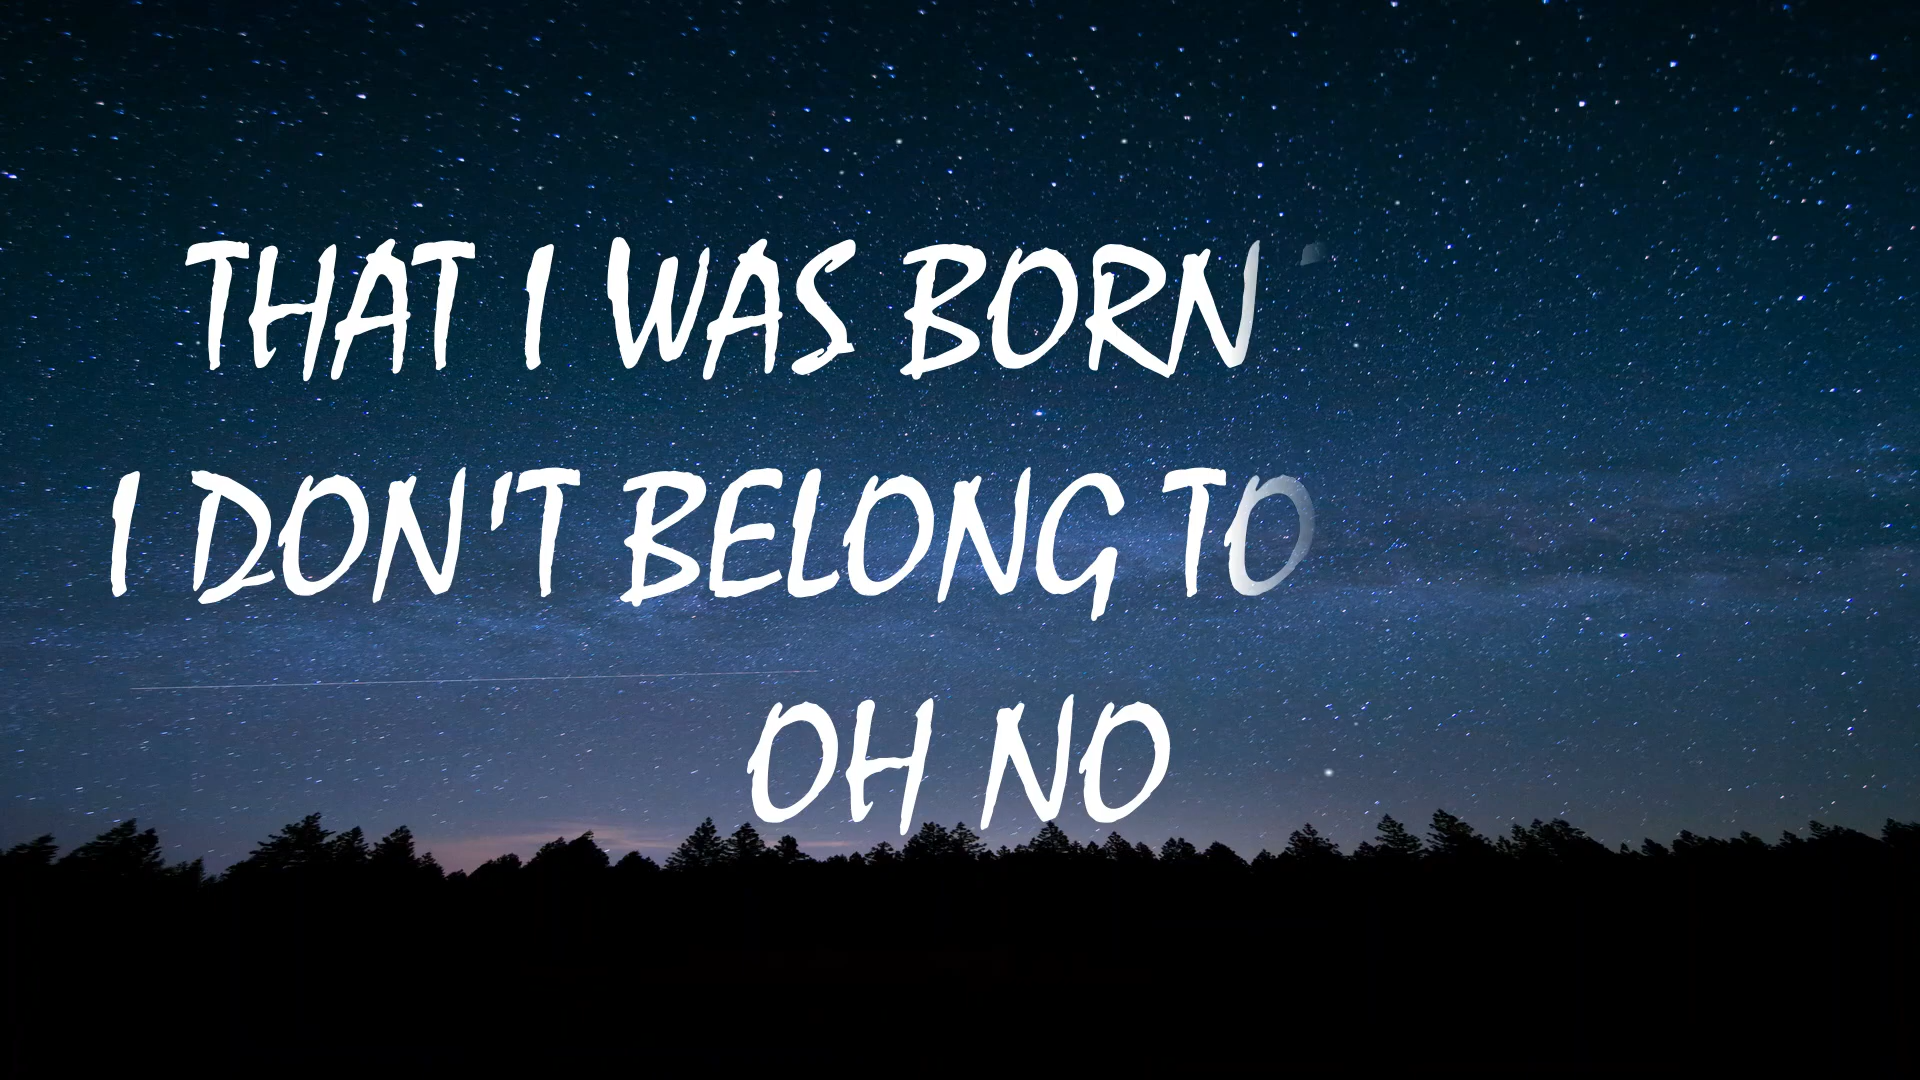 THAT I WAS BORN
I DON'T BELONG TO
OH NO